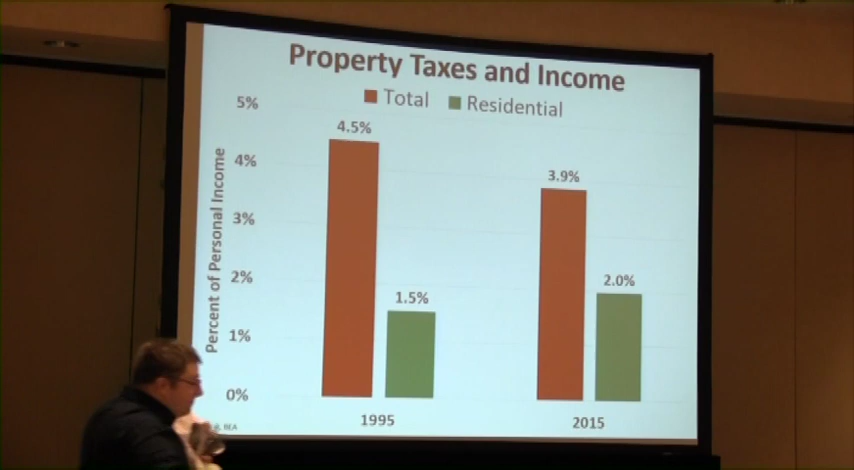 Property Taxes and Income
Total Residential
5%
4%
3%
2%
1%
0%
Percent of Personal Income
4.5%
1.5%
3.9%
2.0%
1995 2015
BEA